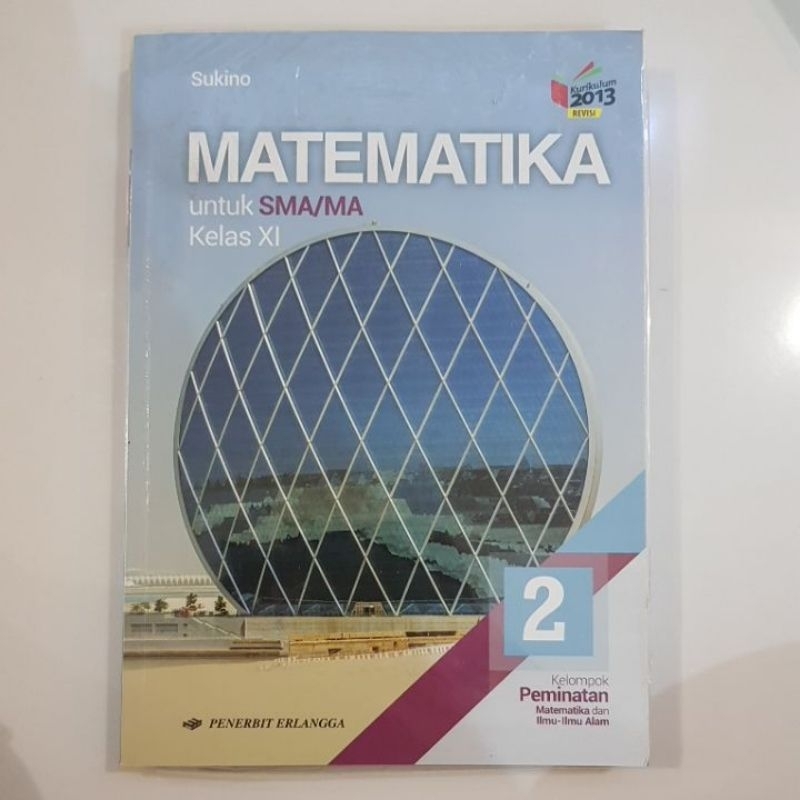 Sukino
Kurikulum
2013
REVISI
MATEMATIKA
untuk SMA/MA
Kelas XI
2
Kelompok
Peminatan
Matematika dan
Ilmu-Ilmu Alam
PENERBIT ERLANGGA